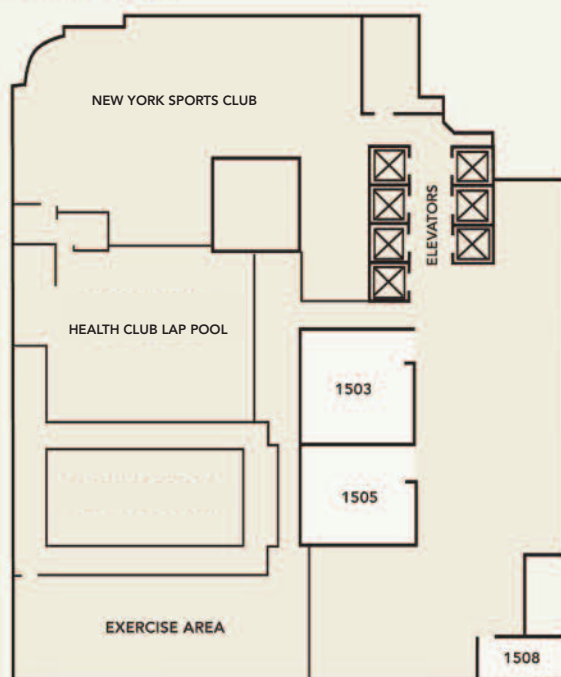 NEW YORK SPORTS CLUB
ELEVATORS
HEALTH CLUB LAP POOL
1503
1505
EXERCISE AREA
1508